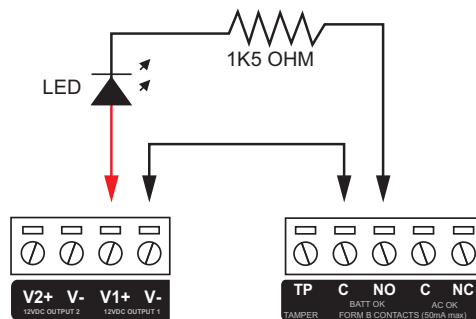 1K5 OHM
LED
V2+ V- V1+ V-
12VDC OUTPUT 2 12VDC OUTPUT 1
TP C NO C NC
BATT OK AC OK
TAMPER FORM B CONTACTS (50mA max)